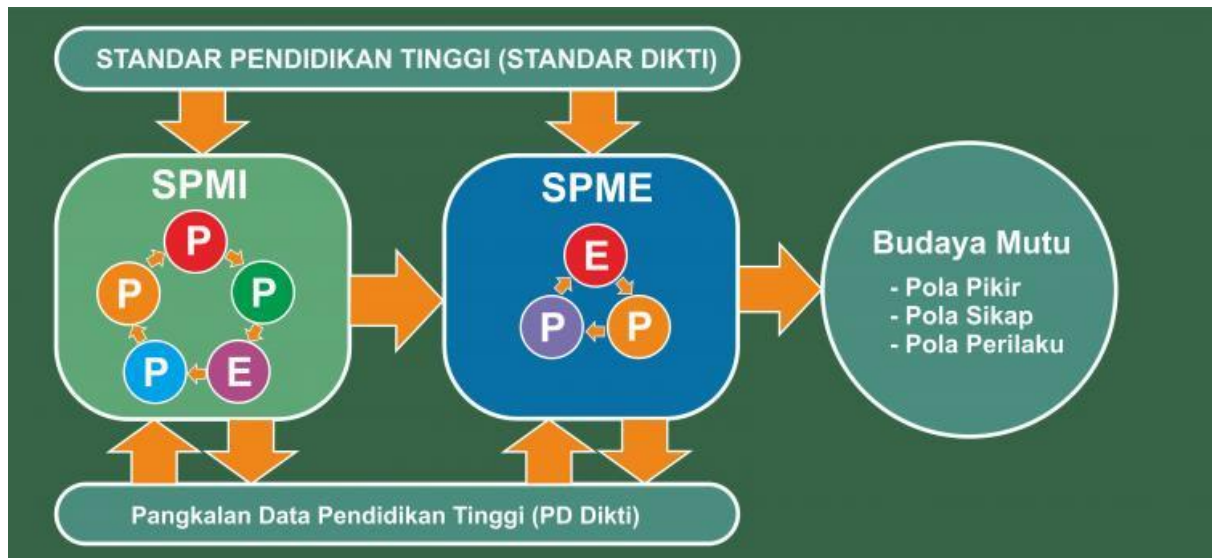 STANDAR PENDIDIKAN TINGGI (STANDAR DIKTI)
SPMI
P
P
P
P
E
SPME
E
P
P
Budaya Mutu
- Pola Pikir
- Pola Sikap
- Pola Perilaku
Pangkalan Data Pendidikan Tinggi (PD Dikti)